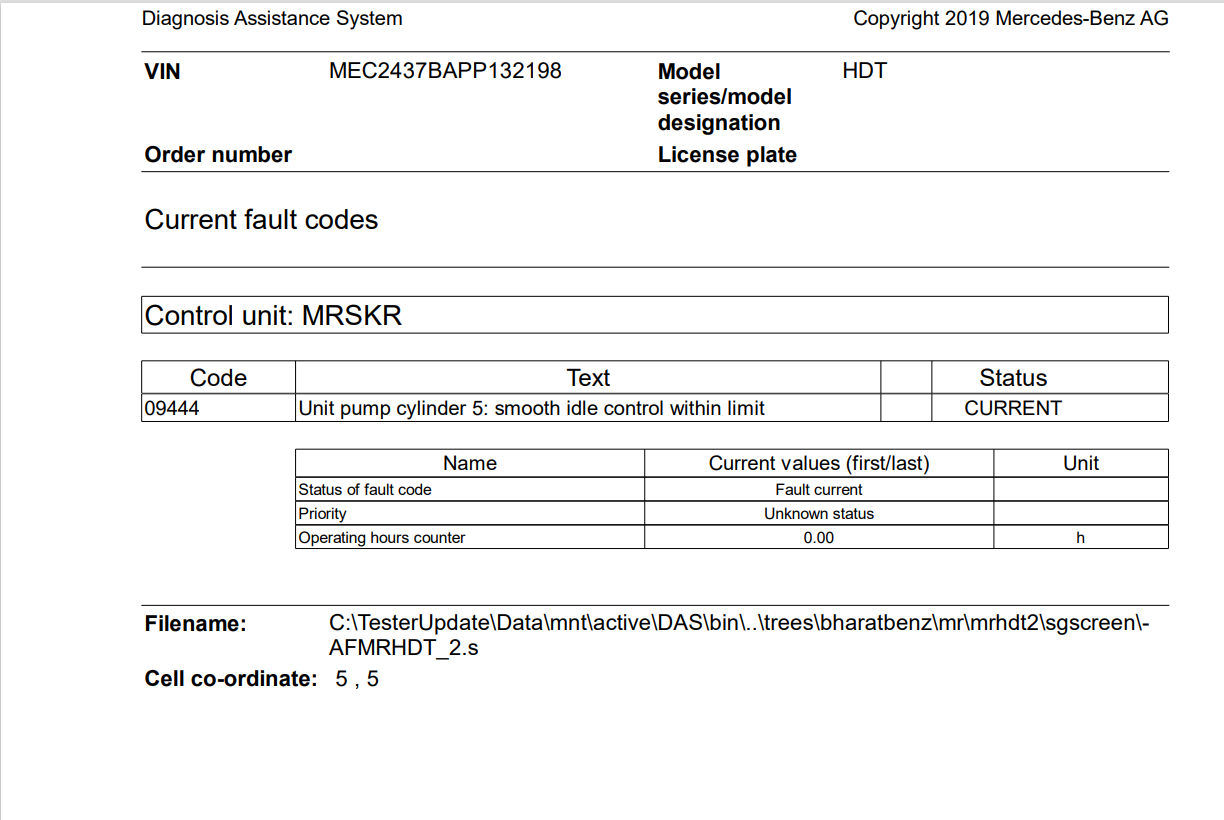 Diagnosis Assistance System Copyright 2019 Mercedes-Benz AG
VIN MEC2437BAPP132198 Model series/model designation HDT
Order number License plate
Current fault codes
Control unit: MRSKR
Code Text Status
09444 Unit pump cylinder 5: smooth idle control within limit CURRENT
Name Current values (first/last) Unit
Status of fault code Fault current
Priority Unknown status
Operating hours counter 0.00 h
Filename: C:\TesterUpdate\Data\mnt\active\DAS\bin\..\trees\bharatbenz\mr\mrhdt2\sgscreen\-
AFMRHDT_2.s
Cell co-ordinate: 5 , 5